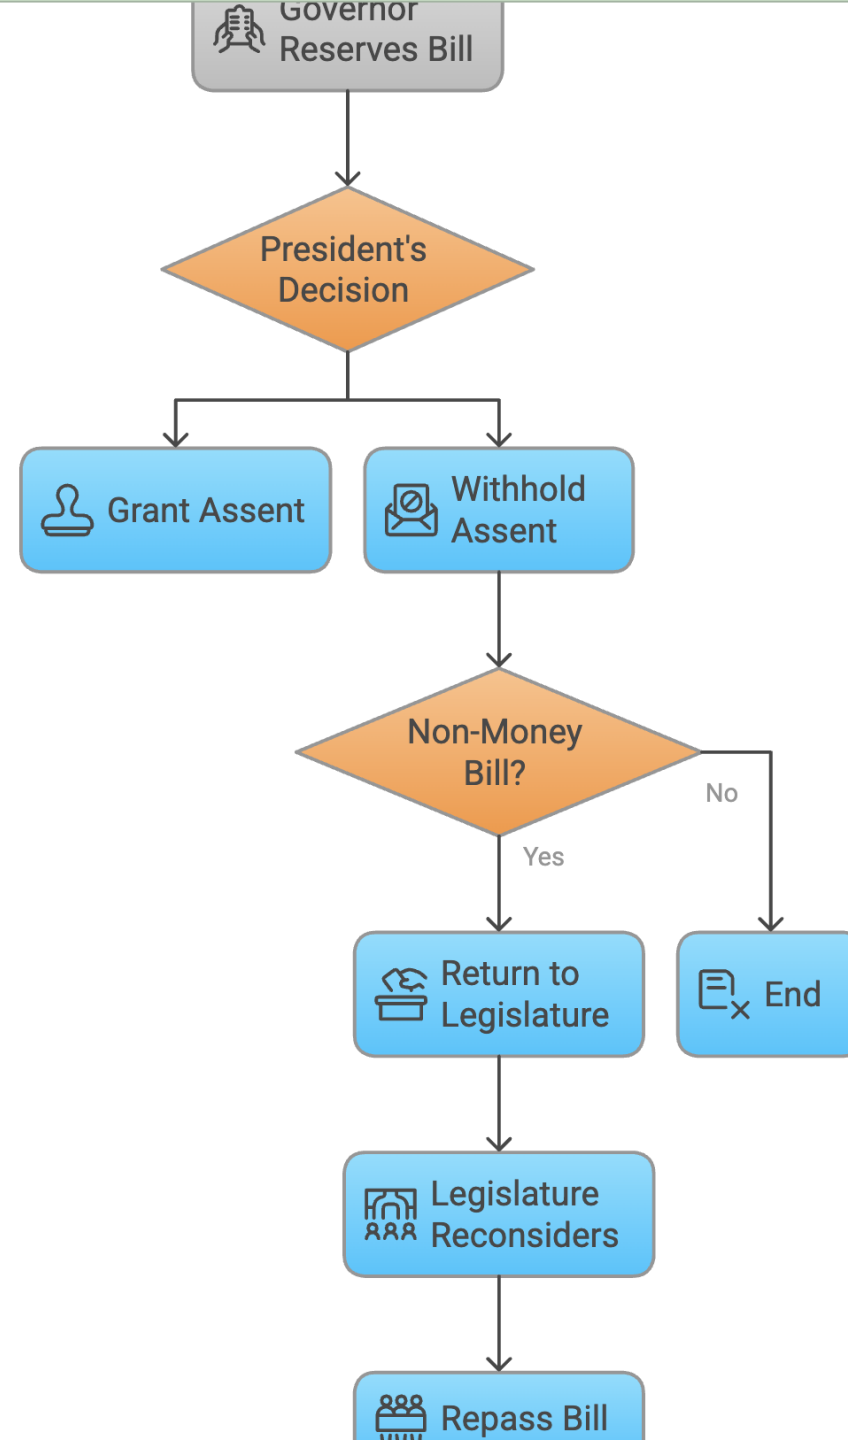 Governor
Reserves Bill
President's
Decision
Grant Assent
Withhold
Assent
Non-Money
Bill?
No
Yes
Return to
Legislature
End
Legislature
Reconsiders
Repass Bill